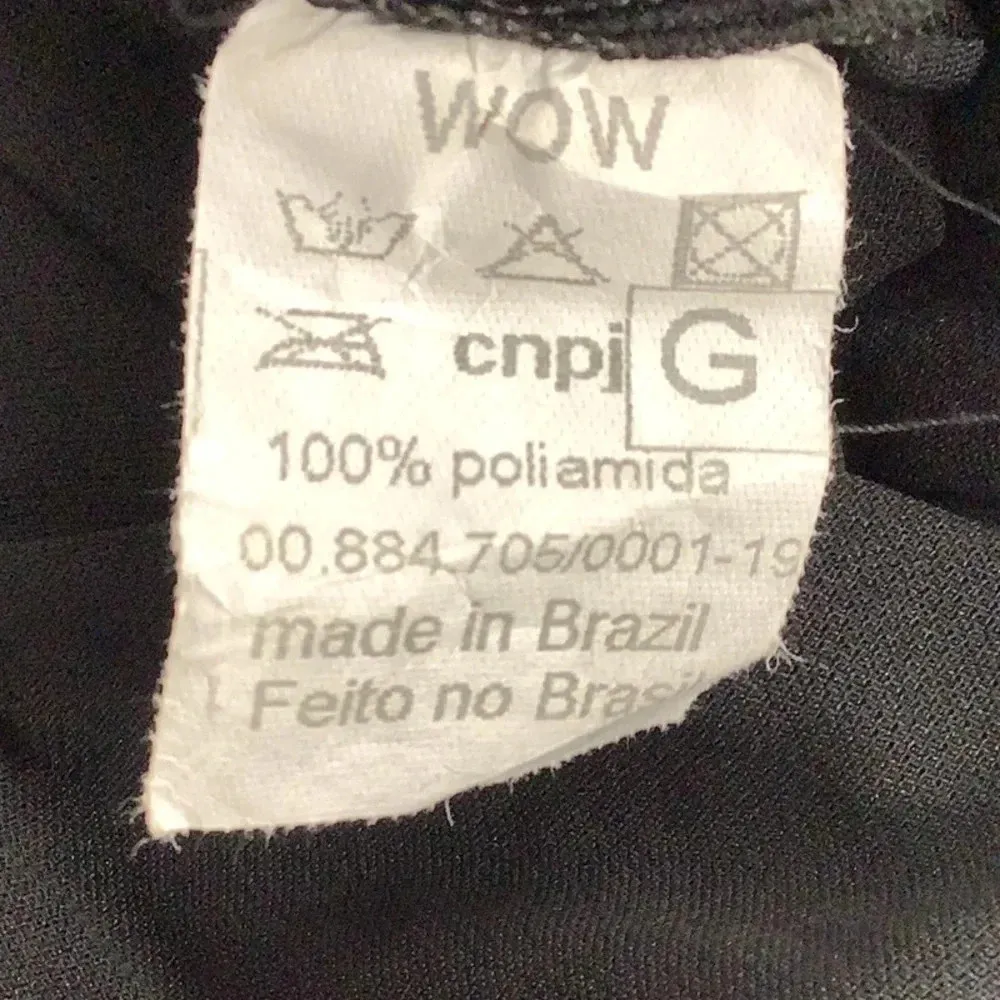 WOW
cnpj G
100% poliamida
00.884.705/0001-19
made in Brazil
Feito no Brasil